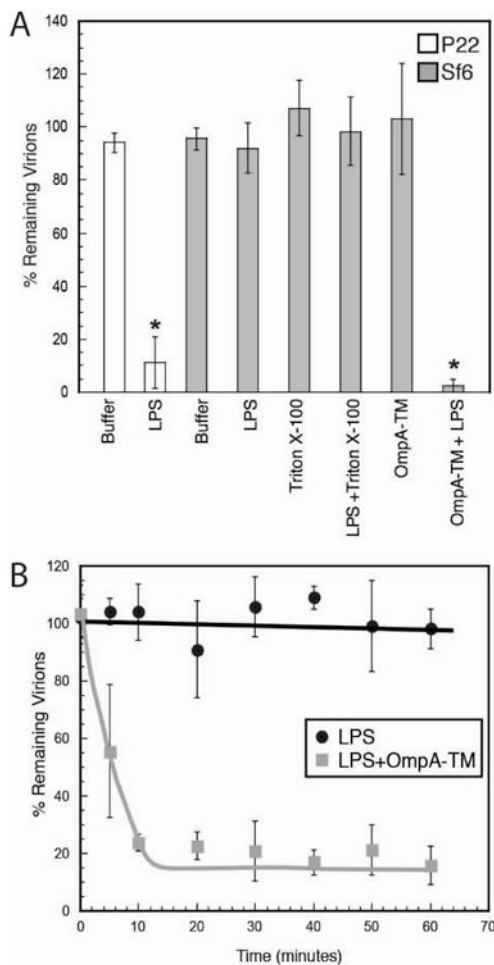 A
% Remaining Virions
140
120
100
80
60
40
20
0
P22
Sf6
*
*
Buffer
LPS
Buffer
LPS
Triton X-100
LPS +Triton X-100
OmpA-TM
OmpA-TM + LPS
B
% Remaining Virions
120
100
80
60
40
20
0
LPS
LPS+OmpA-TM
0 10 20 30 40 50 60 70
Time (minutes)